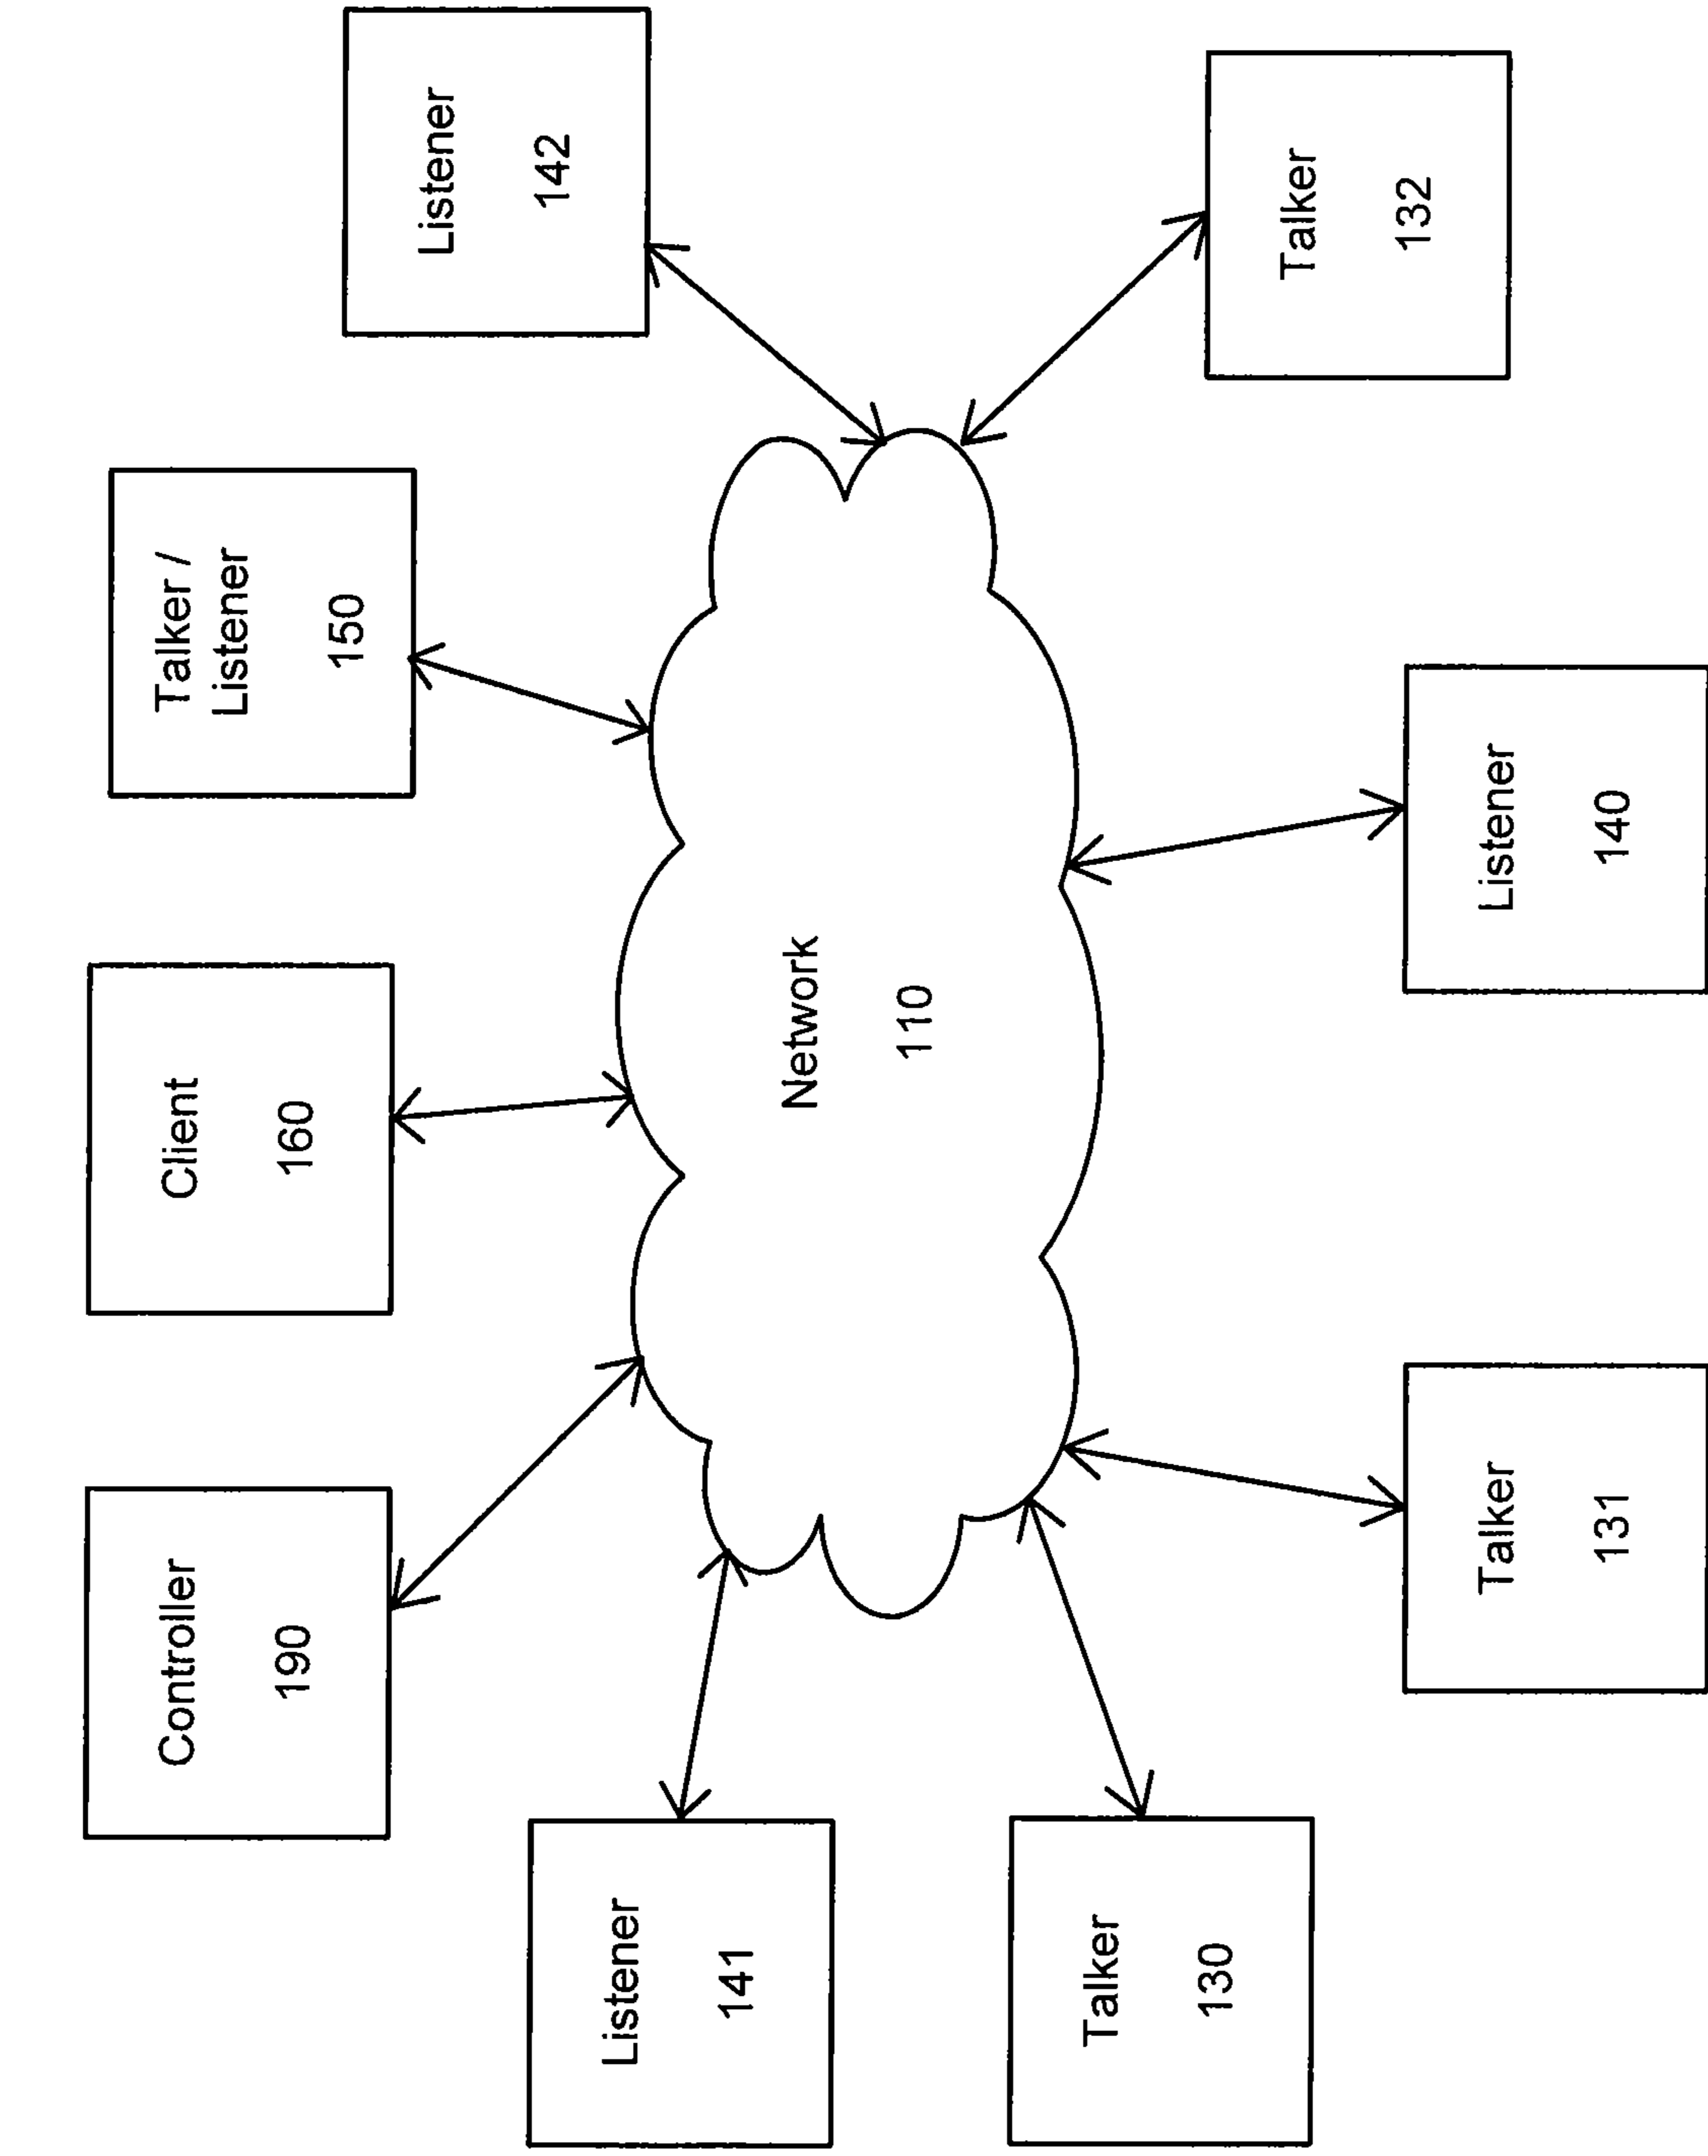 Controller
190
Client
160
Talker /
Listener
150
Listener
142
Listener
141
Network
110
Talker
130
Talker
131
Listener
140
Talker
132